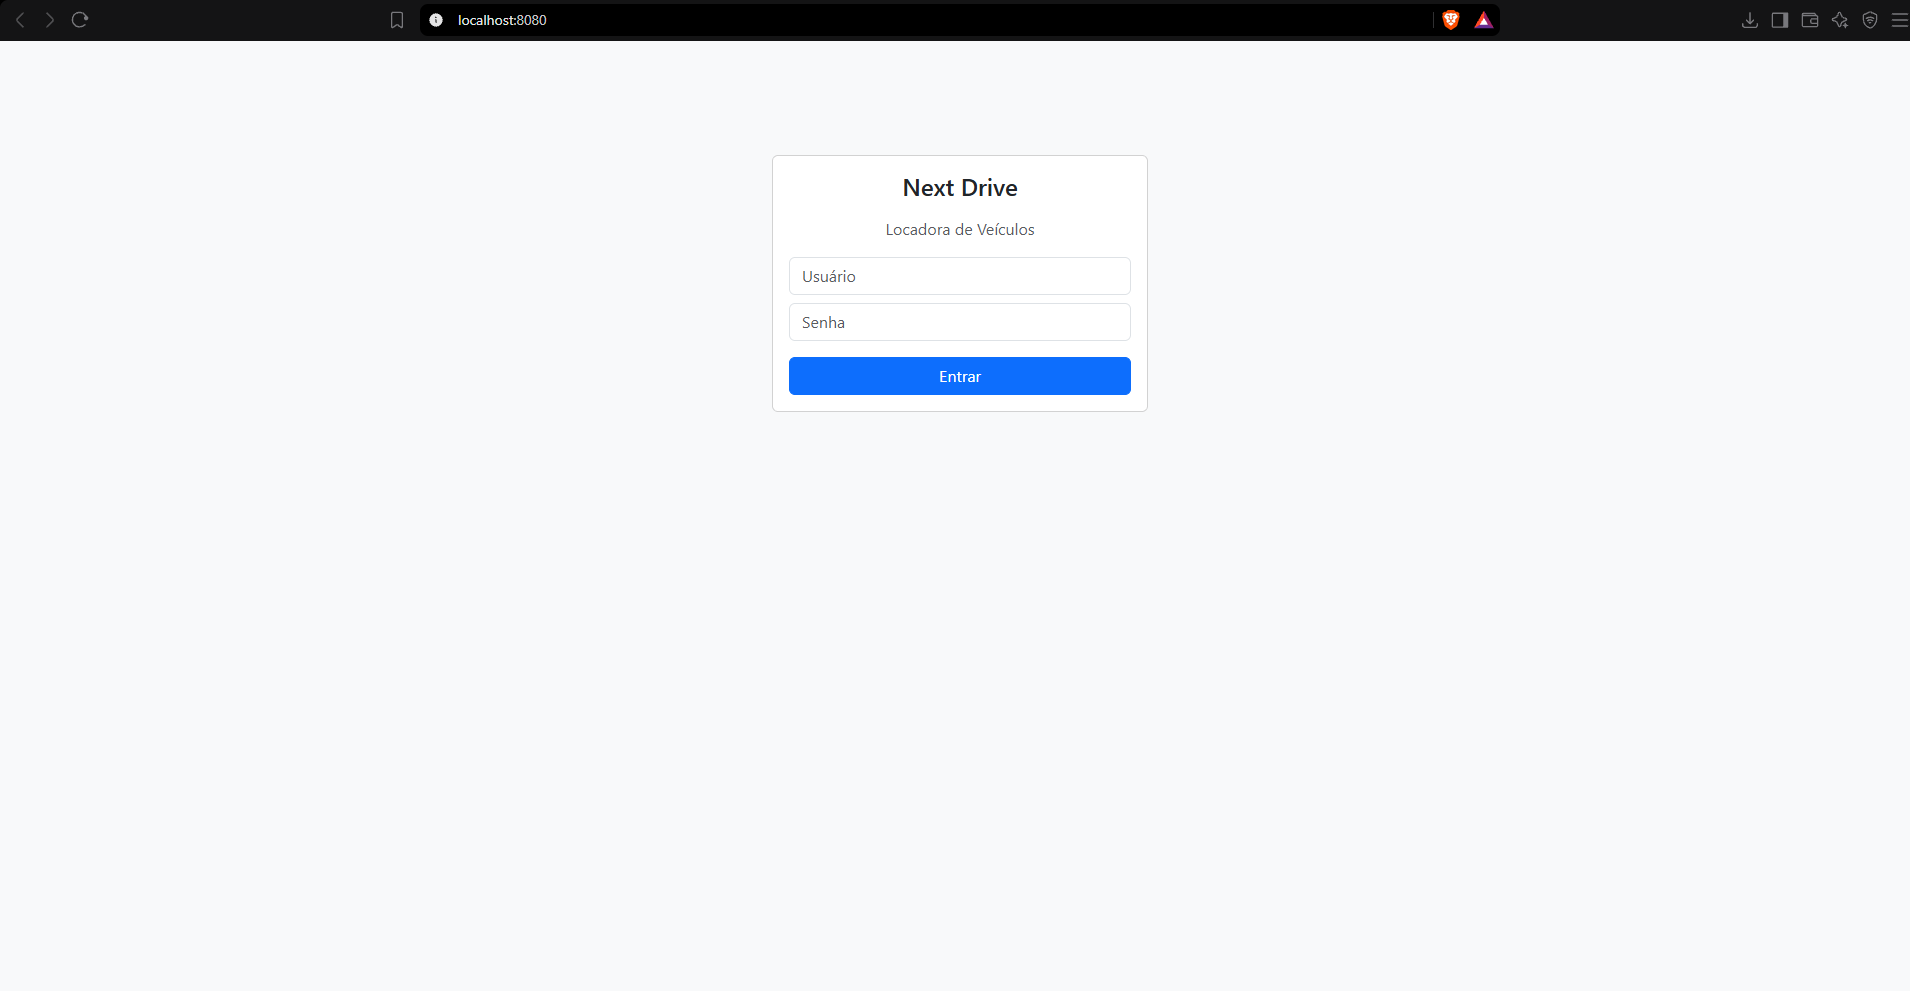 localhost:8080
Next Drive
Locadora de Veículos
Usuário
Senha
Entrar